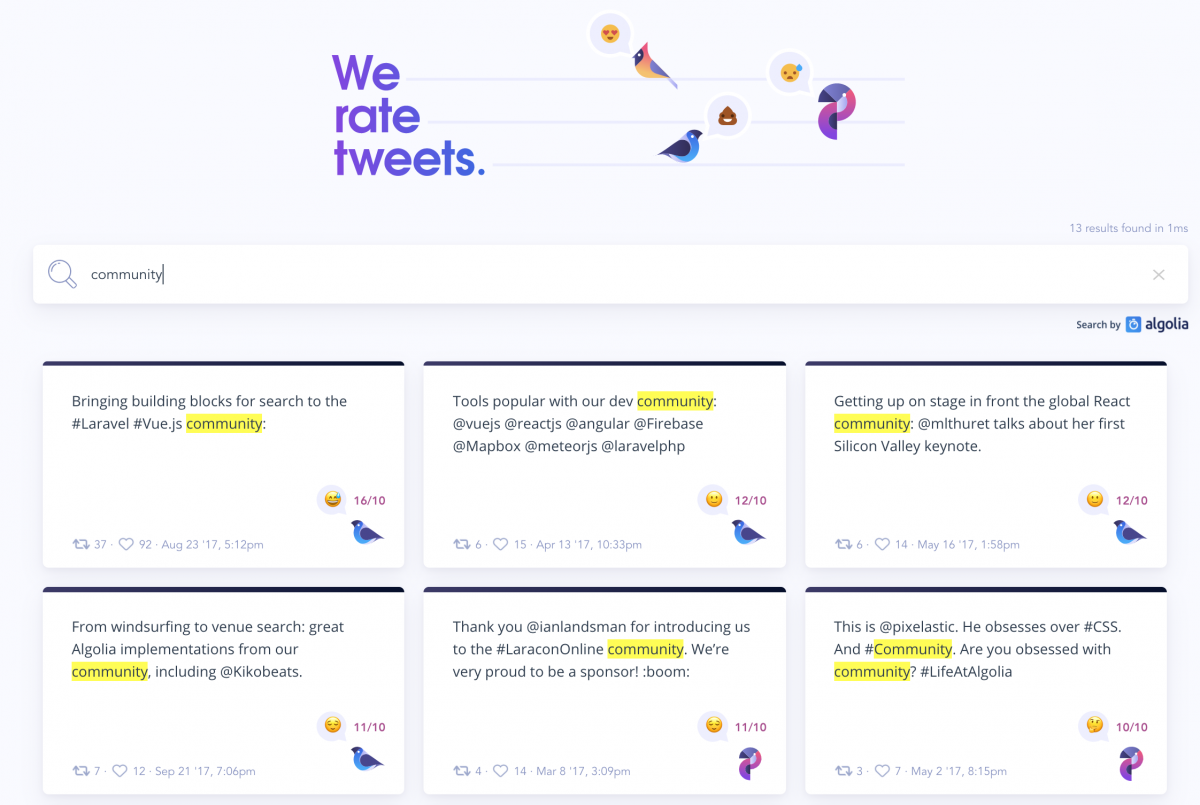 We
rate
tweets.
13 results found in 1ms
community
Search by algolia
Bringing building blocks for search to the
#Laravel #Vue.js community:
16/10
37 · 92 · Aug 23 '17, 5:12pm
Tools popular with our dev community:
@vuejs @reactjs @angular @Firebase
@Mapbox @meteorjs @laravelphp
12/10
6 · 15 · Apr 13 '17, 10:33pm
Getting up on stage in front the global React
community: @mlthuret talks about her first
Silicon Valley keynote.
12/10
6 · 14 · May 16 '17, 1:58pm
From windsurfing to venue search: great
Algolia implementations from our
community, including @Kikobeats.
11/10
7 · 12 · Sep 21 '17, 7:06pm
Thank you @ianlandsman for introducing us
to the #LaraconOnline community. We’re
very proud to be a sponsor! :boom:
11/10
4 · 14 · Mar 8 '17, 3:09pm
This is @pixelastic. He obsesses over #CSS.
And #Community. Are you obsessed with
community? #LifeAtAlgolia
10/10
3 · 7 · May 2 '17, 8:15pm